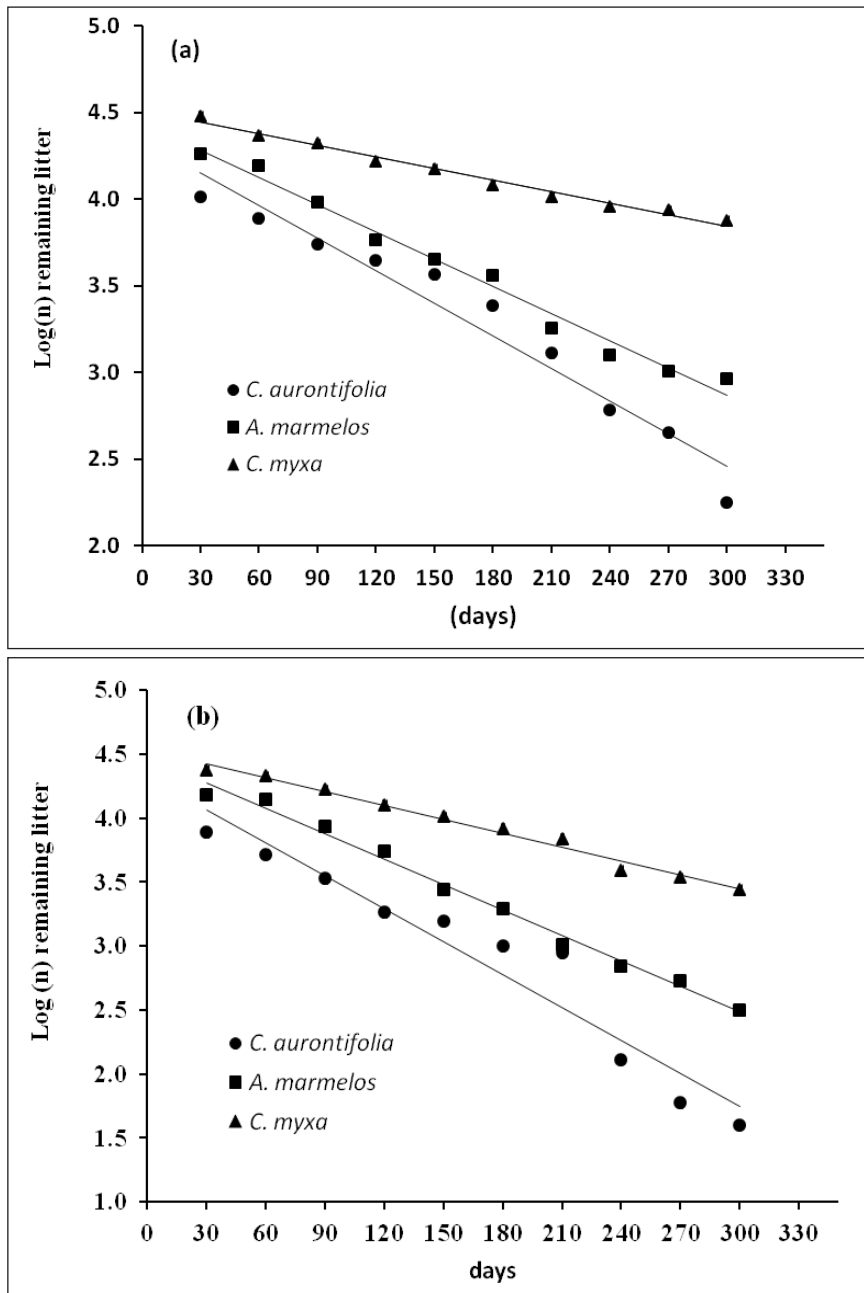 (a)
Log(n) remaining litter
5.0
4.5
4.0
3.5
3.0
2.5
2.0
C. aurontifolia
A. marmelos
C. myxa
0 30 60 90 120 150 180 210 240 270 300 330
(days)
(b)
Log (n) remaining litter
5.0
4.5
4.0
3.5
3.0
2.5
2.0
1.5
1.0
C. aurontifolia
A. marmelos
C. myxa
0 30 60 90 120 150 180 210 240 270 300 330
days